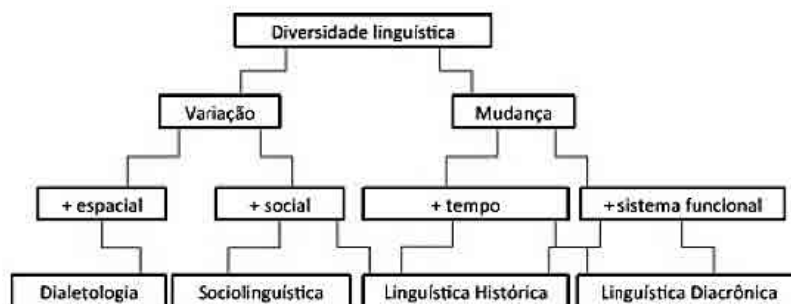 Diversidade linguística
Variação
Mudança
+ espacial
+ social
+ tempo
+ sistema funcional
Dialetologia
Sociolinguística
Linguística Histórica
Linguística Diacrônica